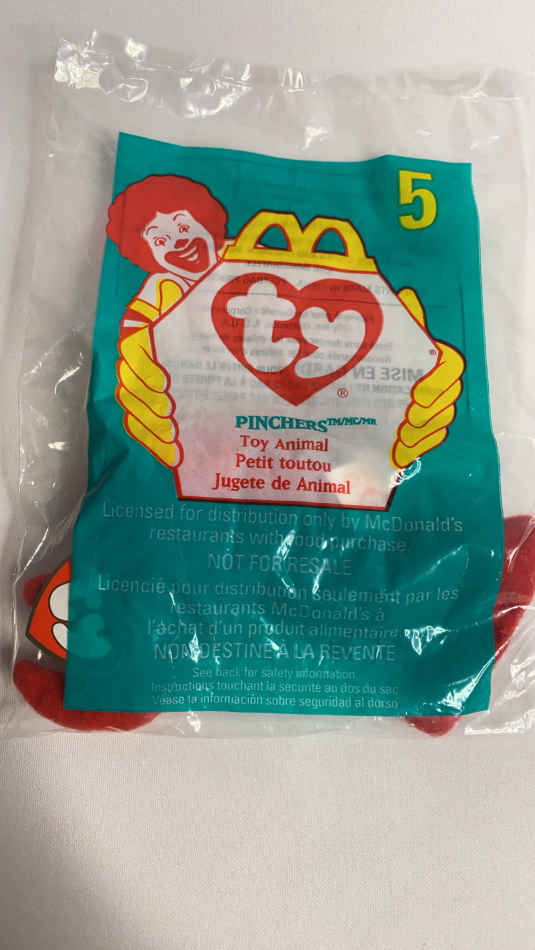 5
ty
®
PINCHERS TM/MC/MR
Toy Animal
Petit toutou
Jugete de Animal
Licensed for distribution only by McDonald's
restaurants with food purchase.
NOT FOR RESALE
Licencié pour distribution seulement par les
restaurants McDonald's à
l'achat d'un produit alimentaire
NON DESTINÉ À LA REVENTE
See back for safety information
Instructions touchant la sécurité au dos du sac
Véase la información sobre seguridad al dorso